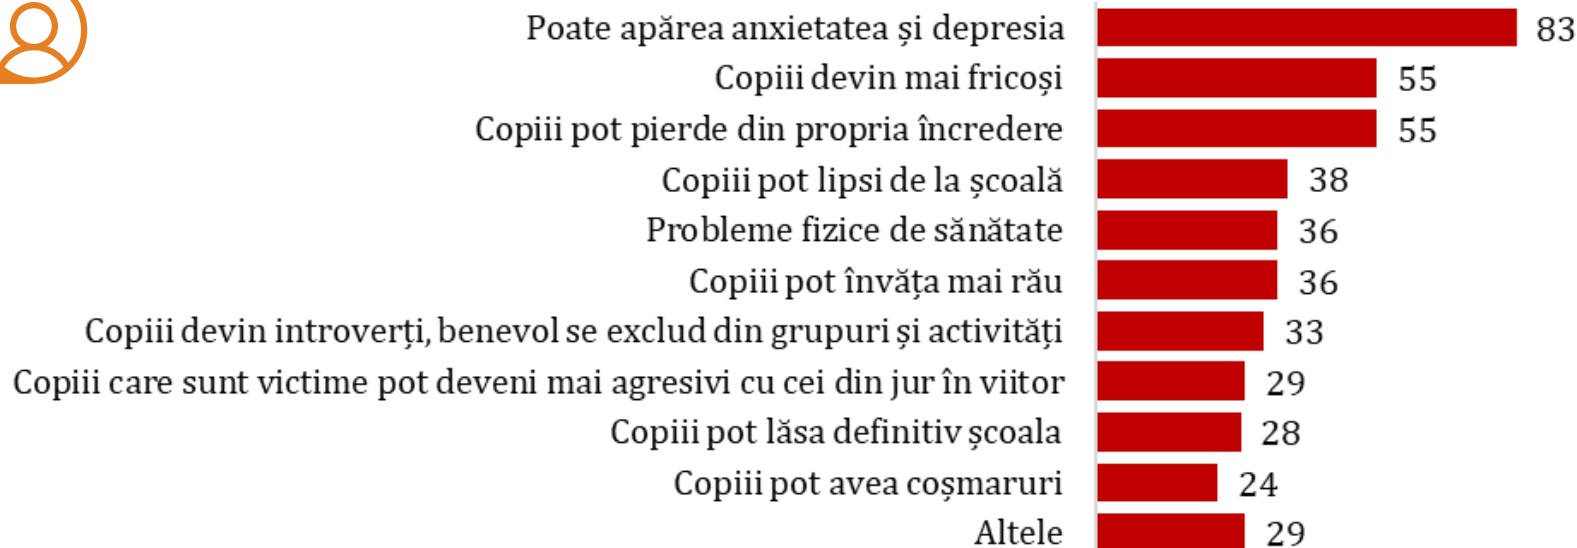 Poate apărea anxietatea și depresia 83
Copiii devin mai fricoși 55
Copiii pot pierde din propria încredere 55
Copiii pot lipsi de la școală 38
Probleme fizice de sănătate 36
Copiii pot învăța mai rău 36
Copiii devin introverți, benevol se exclud din grupuri și activități 33
Copiii care sunt victime pot deveni mai agresivi cu cei din jur în viitor 29
Copiii pot lăsa definitiv școala 28
Copiii pot avea coșmaruri 24
Altele 29